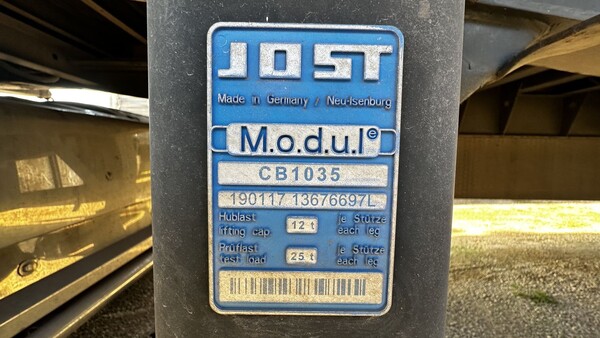 JOST
Made in Germany / Neu-Isenburg
M.o.d.u.l e
CB1035
190117 13676697L
Hublast 12 t je Stütze
lifting cap. each leg
Prüflast 25 t je Stütze
test load each leg